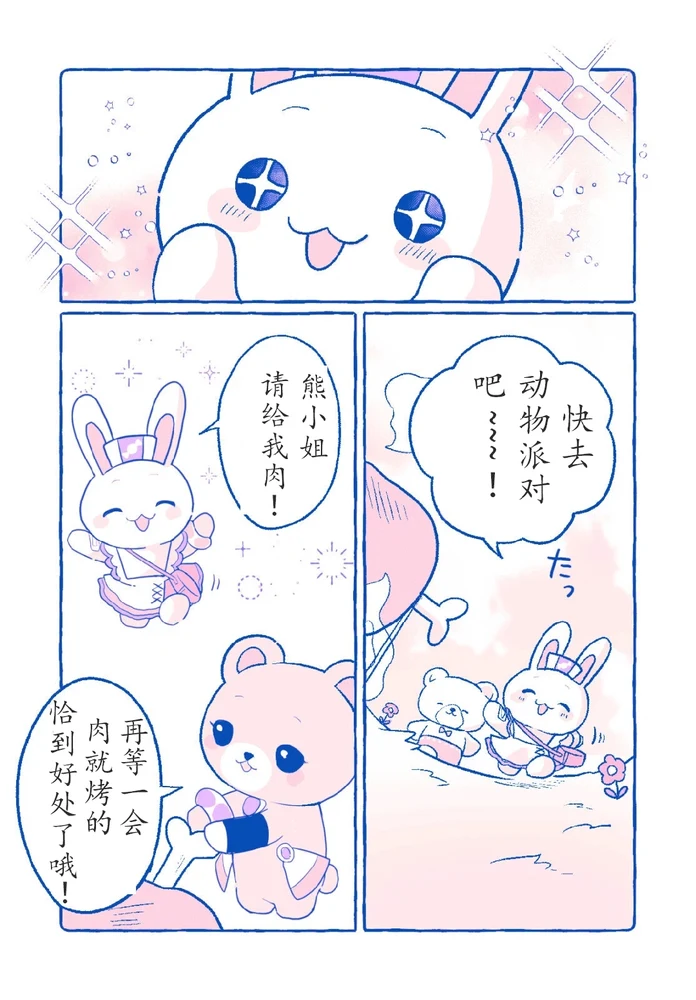 快去
动物派对
吧~~~！
たっ
熊小姐
请给我肉！
再等一会
肉就烤的
恰到好处了哦！